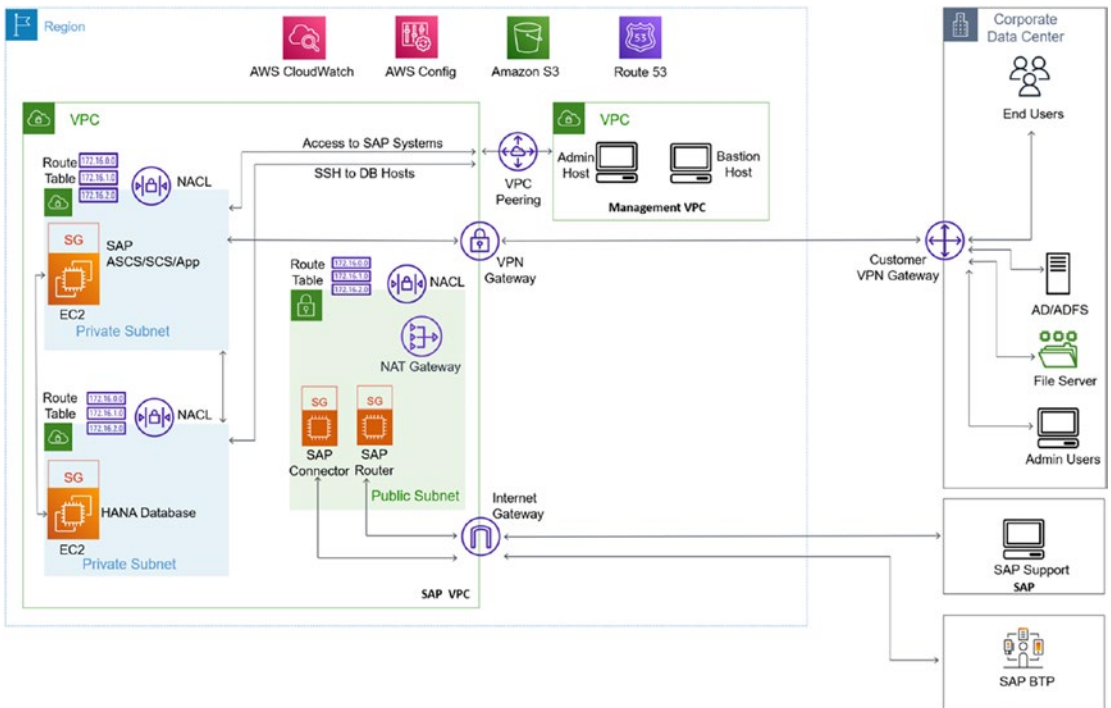 Region
AWS CloudWatch
AWS Config
Amazon S3
53
Route 53
Corporate
Data Center
End Users
VPC
Access to SAP Systems
SSH to DB Hosts
VPC
Peering
VPC
Admin
Host
Bastion
Host
Management VPC
Route
Table
172.16.0.0
172.16.1.0
172.16.2.0
NACL
SG
SAP
ASCS/SCS/App
EC2
Private Subnet
VPN
Gateway
Customer
VPN Gateway
AD/ADFS
File Server
Admin Users
Route
Table
172.16.0.0
172.16.1.0
172.16.2.0
NACL
NAT Gateway
SG
SAP
Connector
SG
SAP
Router
Public Subnet
Route
Table
172.16.0.0
172.16.1.0
172.16.2.0
NACL
SG
HANA Database
EC2
Private Subnet
Internet
Gateway
SAP VPC
SAP Support
SAP
SAP BTP